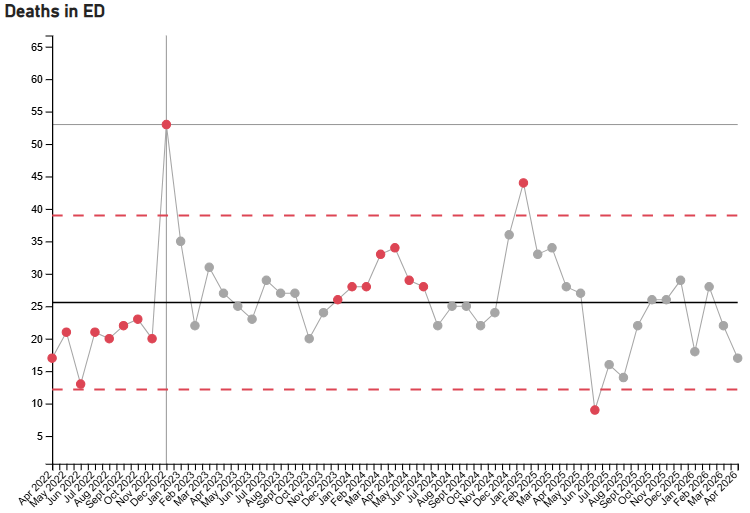 Deaths in ED
65
60
55
50
45
40
35
30
25
20
15
10
5
Apr 2022
May 2022
Jun 2022
Jul 2022
Aug 2022
Sept 2022
Oct 2022
Nov 2022
Dec 2022
Jan 2023
Feb 2023
Mar 2023
Apr 2023
May 2023
Jun 2023
Jul 2023
Aug 2023
Sept 2023
Oct 2023
Nov 2023
Dec 2023
Jan 2024
Feb 2024
Mar 2024
Apr 2024
May 2024
Jun 2024
Jul 2024
Aug 2024
Sept 2024
Oct 2024
Nov 2024
Dec 2024
Jan 2025
Feb 2025
Mar 2025
Apr 2025
May 2025
Jun 2025
Jul 2025
Aug 2025
Sept 2025
Oct 2025
Nov 2025
Dec 2025
Jan 2026
Feb 2026
Mar 2026
Apr 2026